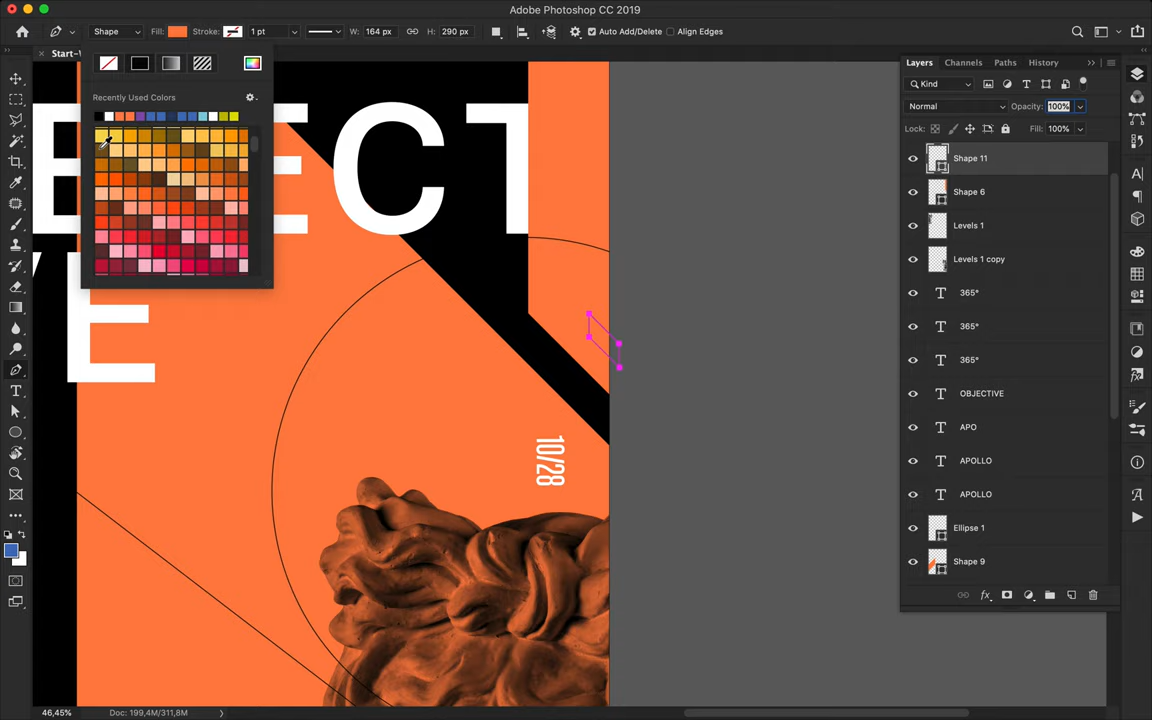 Adobe Photoshop CC 2019
Shape
Fill:
Stroke:
1 pt
W: 164 px
H: 290 px
Auto Add/Delete
Align Edges
Start-
Recently Used Colors
ECT
E
10/28
Layers
Channels
Paths
History
Kind
Normal
Opacity: 100%
Lock:
Fill: 100%
Shape 11
Shape 6
Levels 1
Levels 1 copy
365°
365°
365°
OBJECTIVE
APO
APOLLO
APOLLO
Ellipse 1
Shape 9
46,45%
Doc: 199,4M/311,8M